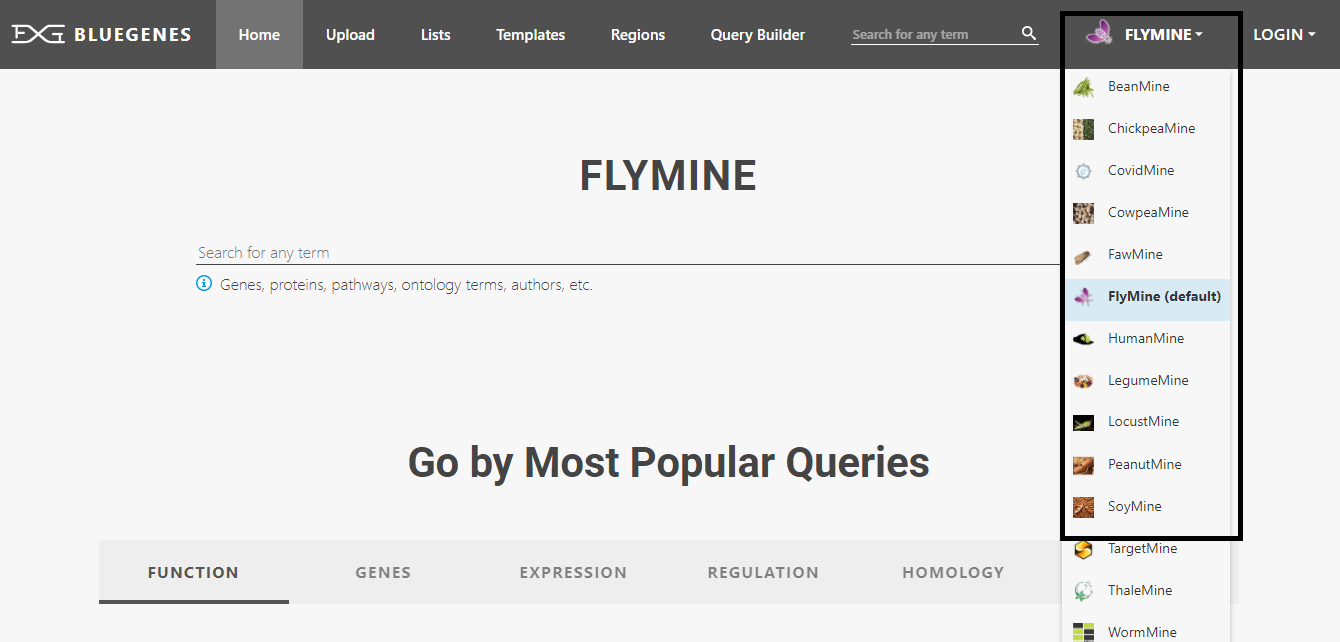 BLUEGENES Home Upload Lists Templates Regions Query Builder Search for any term FLYMINE LOGIN
BeanMine
ChickpeaMine
CovidMine
CowpeaMine
FawMine
FlyMine (default)
HumanMine
LegumeMine
LocustMine
PeanutMine
SoyMine
TargetMine
ThaleMine
WormMine
FLYMINE
Search for any term
Genes, proteins, pathways, ontology terms, authors, etc.
Go by Most Popular Queries
FUNCTION GENES EXPRESSION REGULATION HOMOLOGY